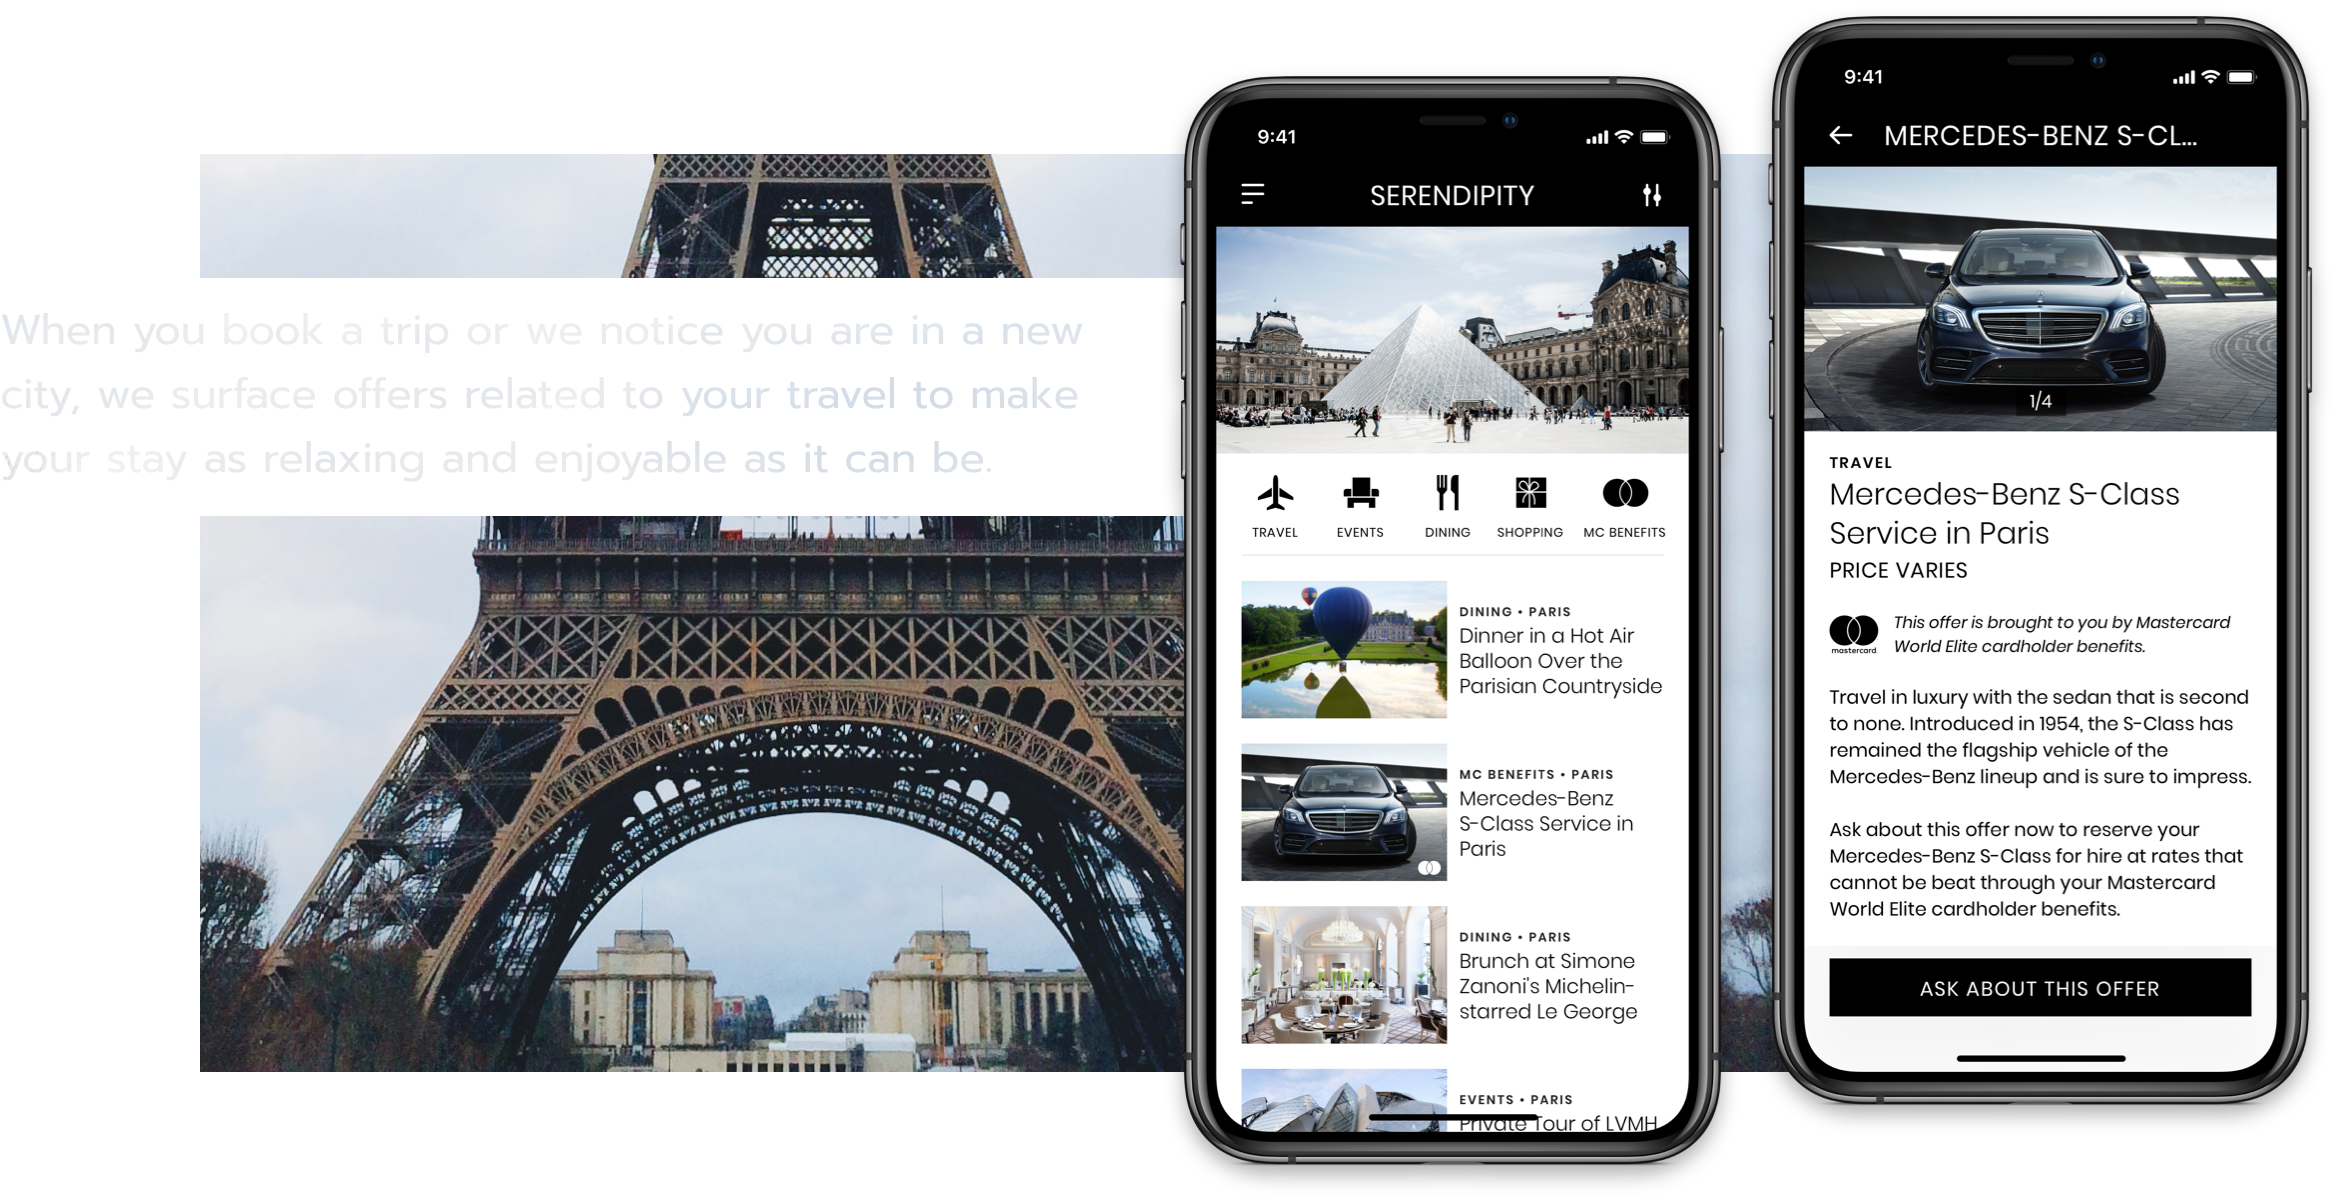 When you book a trip or we notice you are in a new
city, we surface offers related to your travel to make
your stay as relaxing and enjoyable as it can be.
9:41
SERENDIPITY
TRAVEL
EVENTS
DINING
SHOPPING
MC BENEFITS
DINING • PARIS
Dinner in a Hot Air
Balloon Over the
Parisian Countryside
MC BENEFITS • PARIS
Mercedes-Benz
S-Class Service in
Paris
DINING • PARIS
Brunch at Simone
Zanoni's Michelin-
starred Le George
EVENTS • PARIS
Private Tour of LVMH
9:41
MERCEDES-BENZ S-CL...
1/4
TRAVEL
Mercedes-Benz S-Class
Service in Paris
PRICE VARIES
mastercard
This offer is brought to you by Mastercard
World Elite cardholder benefits.
Travel in luxury with the sedan that is second
to none. Introduced in 1954, the S-Class has
remained the flagship vehicle of the
Mercedes-Benz lineup and is sure to impress.
Ask about this offer now to reserve your
Mercedes-Benz S-Class for hire at rates that
cannot be beat through your Mastercard
World Elite cardholder benefits.
ASK ABOUT THIS OFFER